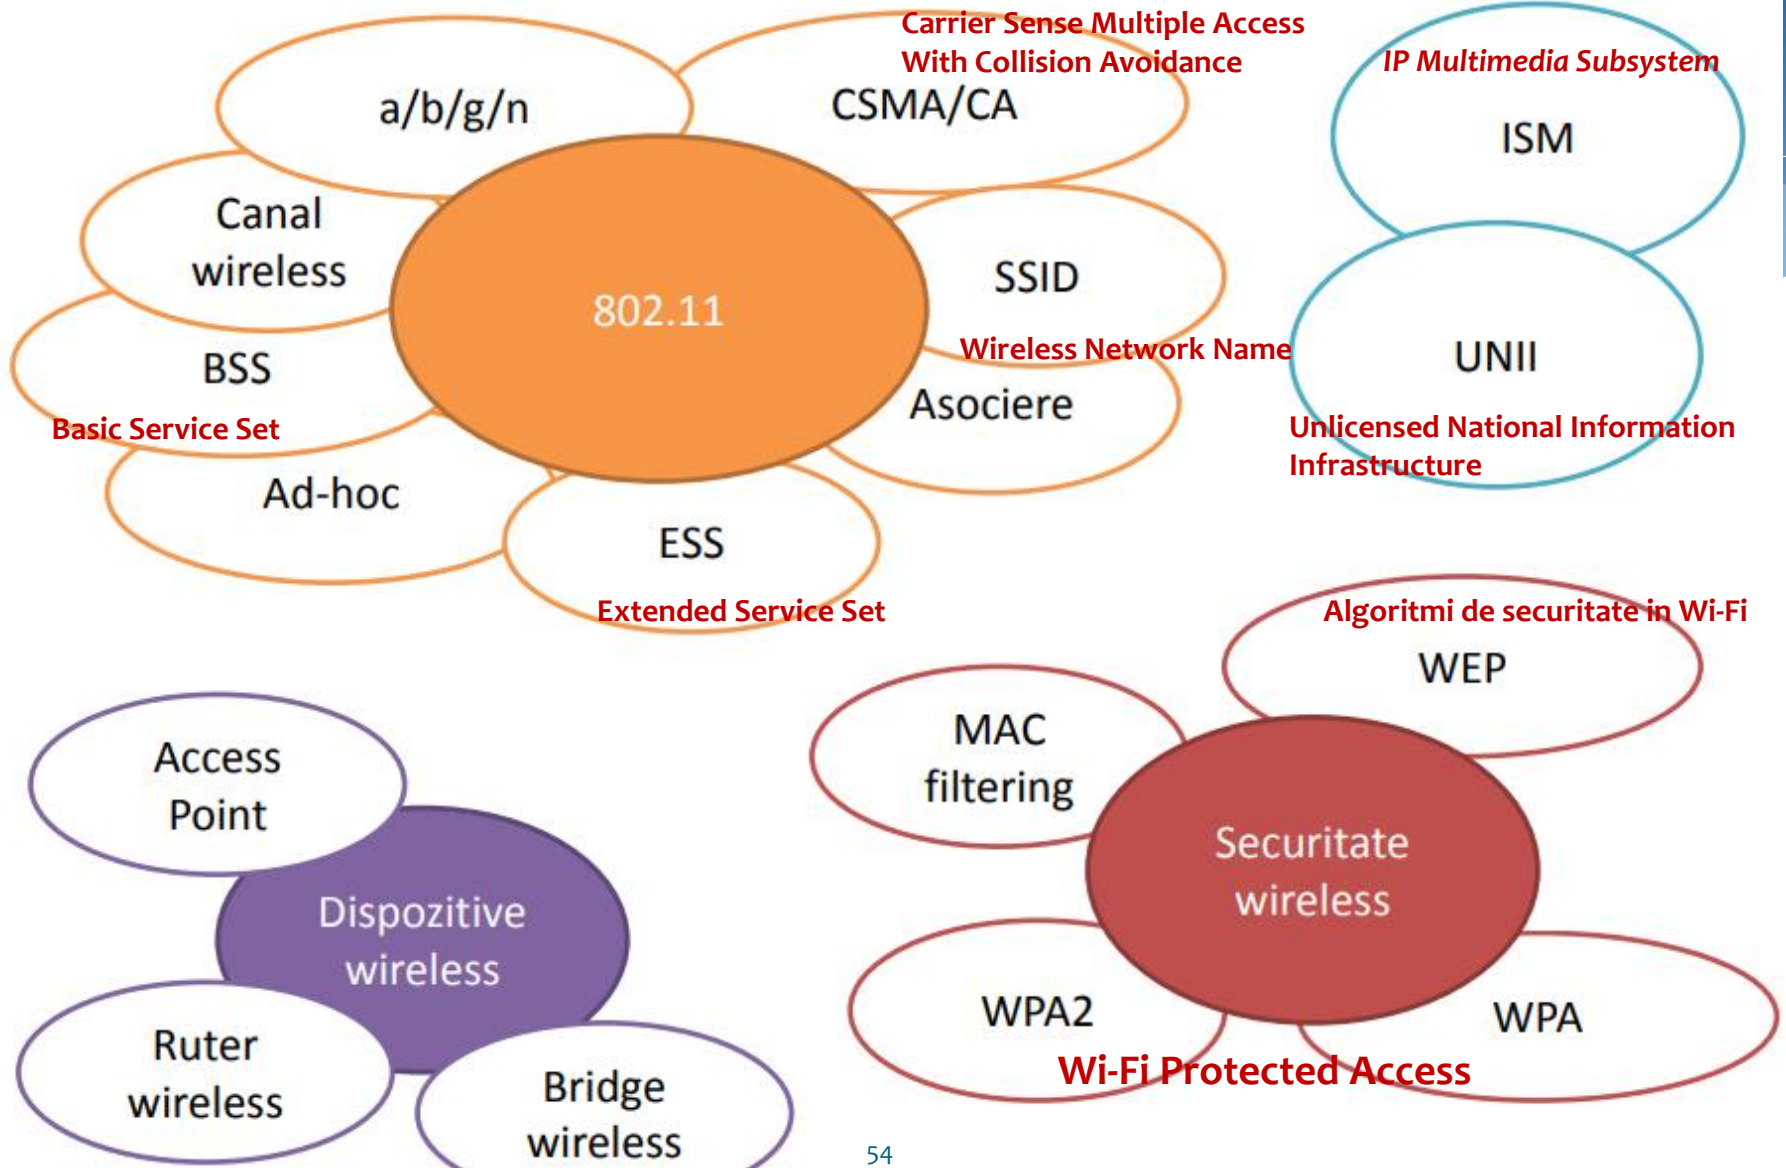 Carrier Sense Multiple Access
With Collision Avoidance
a/b/g/n
CSMA/CA
IP Multimedia Subsystem
ISM
Canal
wireless
802.11
SSID
Wireless Network Name
BSS
Basic Service Set
Asociere
UNII
Unlicensed National Information
Infrastructure
Ad-hoc
ESS
Extended Service Set
Algoritmi de securitate in Wi-Fi
WEP
MAC
filtering
Securitate
wireless
WPA2
WPA
Wi-Fi Protected Access
Access
Point
Dispozitive
wireless
Ruter
wireless
Bridge
wireless
54